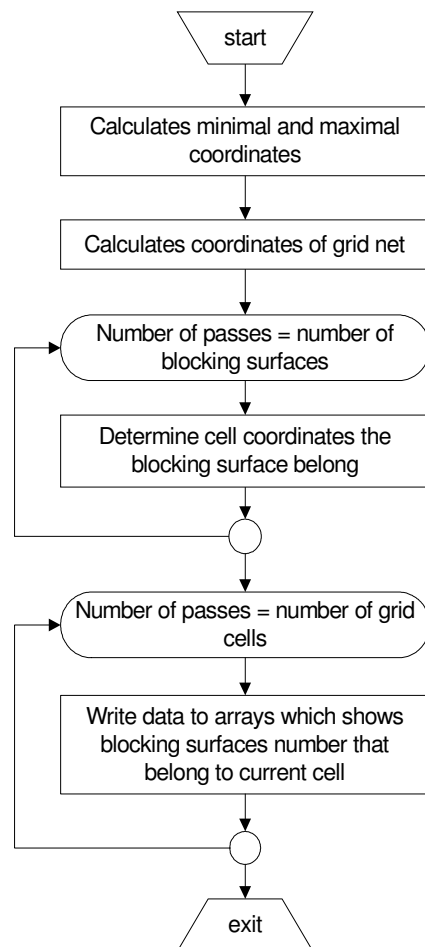 start
Calculates minimal and maximal
coordinates
Calculates coordinates of grid net
Number of passes = number of
blocking surfaces
Determine cell coordinates the
blocking surface belong
Number of passes = number of grid
cells
Write data to arrays which shows
blocking surfaces number that
belong to current cell
exit